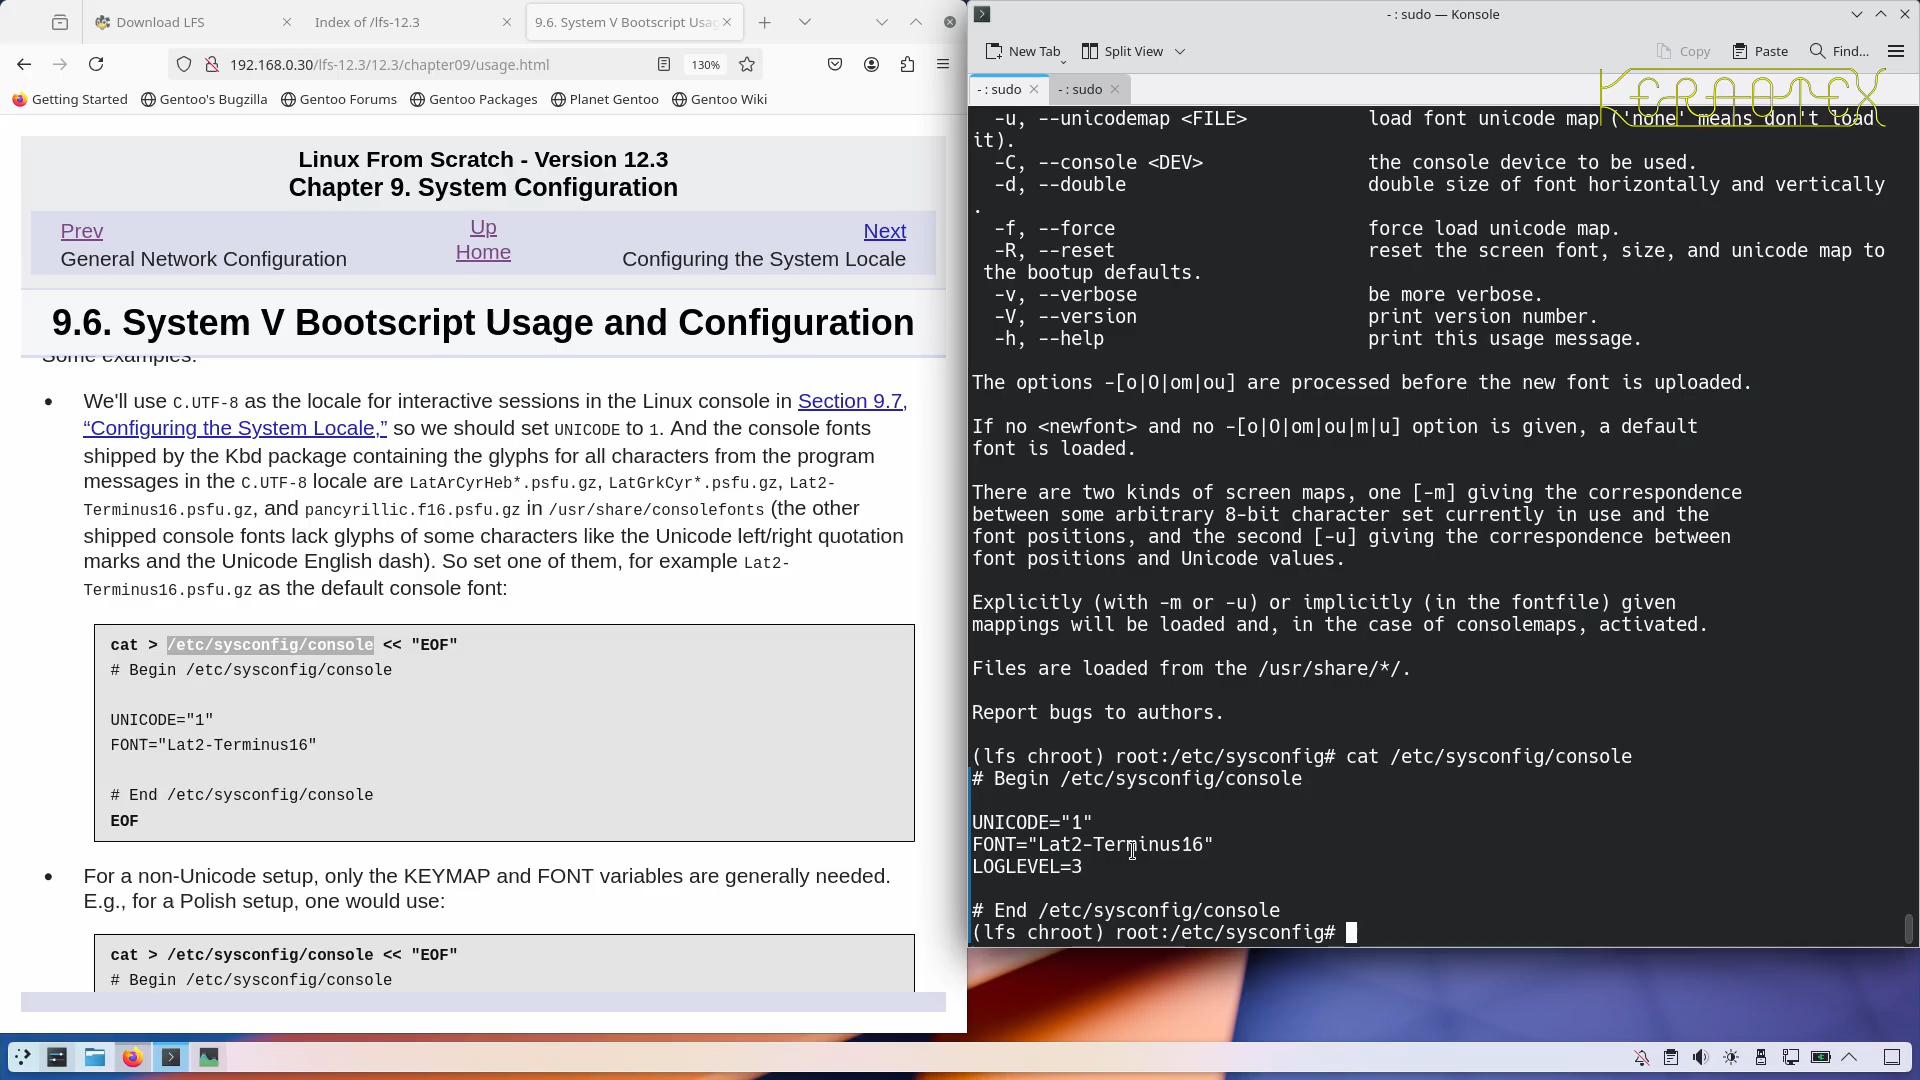 Download LFS
Index of /lfs-12.3
9.6. System V Bootscript Usag
192.168.0.30/lfs-12.3/12.3/chapter09/usage.html
130%
Getting Started
Gentoo's Bugzilla
Gentoo Forums
Gentoo Packages
Planet Gentoo
Gentoo Wiki
Linux From Scratch - Version 12.3
Chapter 9. System Configuration
Prev
Up
Next
Home
General Network Configuration
Configuring the System Locale
9.6. System V Bootscript Usage and Configuration
Some examples:
• We'll use C.UTF-8 as the locale for interactive sessions in the Linux console in Section 9.7,
“Configuring the System Locale,” so we should set UNICODE to 1. And the console fonts
shipped by the Kbd package containing the glyphs for all characters from the program
messages in the C.UTF-8 locale are LatArCyrHeb*.psfu.gz, LatGrkCyr*.psfu.gz, Lat2-
Terminus16.psfu.gz, and pancyrillic.f16.psfu.gz in /usr/share/consolefonts (the other
shipped console fonts lack glyphs of some characters like the Unicode left/right quotation
marks and the Unicode English dash). So set one of them, for example Lat2-
Terminus16.psfu.gz as the default console font:
cat > /etc/sysconfig/console << "EOF"
# Begin /etc/sysconfig/console
UNICODE="1"
FONT="Lat2-Terminus16"
# End /etc/sysconfig/console
EOF
• For a non-Unicode setup, only the KEYMAP and FONT variables are generally needed.
E.g., for a Polish setup, one would use:
cat > /etc/sysconfig/console << "EOF"
# Begin /etc/sysconfig/console
- : sudo — Konsole
New Tab
Split View
Copy
Paste
Find...
- : sudo
- : sudo
KERAOTEX
-u, --unicodemap <FILE> load font unicode map ('none' means don't load
it).
-C, --console <DEV> the console device to be used.
-d, --double double size of font horizontally and vertically
.
-f, --force force load unicode map.
-R, --reset reset the screen font, size, and unicode map to
the bootup defaults.
-v, --verbose be more verbose.
-V, --version print version number.
-h, --help print this usage message.
The options -[o|O|om|ou] are processed before the new font is uploaded.
If no <newfont> and no -[o|O|om|ou|m|u] option is given, a default
font is loaded.
There are two kinds of screen maps, one [-m] giving the correspondence
between some arbitrary 8-bit character set currently in use and the
font positions, and the second [-u] giving the correspondence between
font positions and Unicode values.
Explicitly (with -m or -u) or implicitly (in the fontfile) given
mappings will be loaded and, in the case of consolemaps, activated.
Files are loaded from the /usr/share/*/.
Report bugs to authors.
(lfs chroot) root:/etc/sysconfig# cat /etc/sysconfig/console
# Begin /etc/sysconfig/console
UNICODE="1"
FONT="Lat2-Terminus16"
LOGLEVEL=3
# End /etc/sysconfig/console
(lfs chroot) root:/etc/sysconfig#